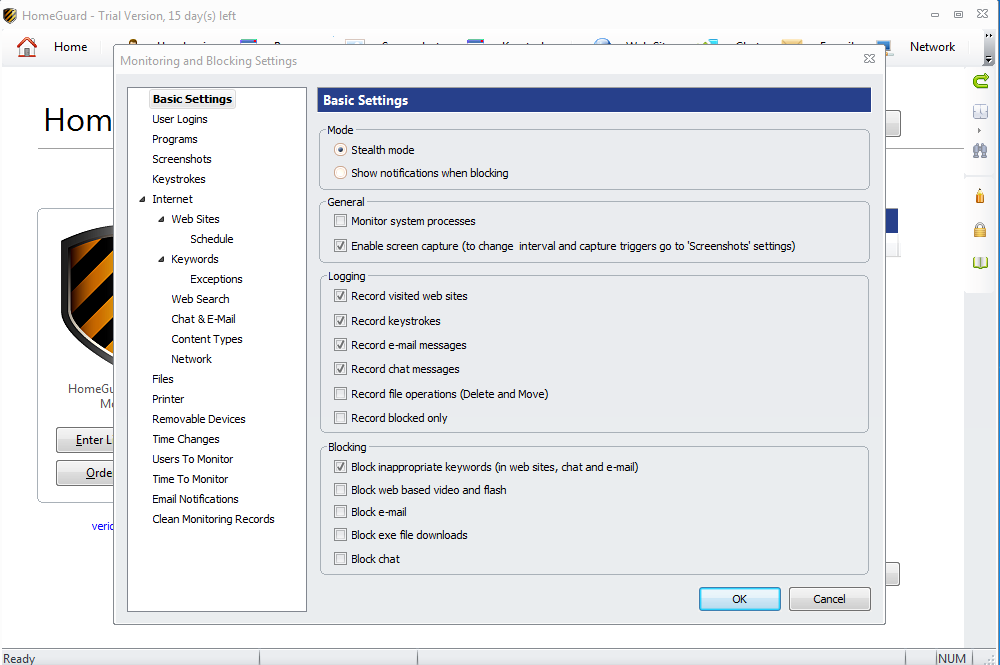 HomeGuard - Trial Version, 15 day(s) left
Home
Network
Monitoring and Blocking Settings
Hom
Basic Settings
User Logins
Programs
Screenshots
Keystrokes
Internet
Web Sites
Schedule
Keywords
Exceptions
Web Search
Chat & E-Mail
Content Types
Network
Files
Printer
Removable Devices
Time Changes
Users To Monitor
Time To Monitor
Email Notifications
Clean Monitoring Records
Basic Settings
Mode
Stealth mode
Show notifications when blocking
General
Monitor system processes
Enable screen capture (to change interval and capture triggers go to 'Screenshots' settings)
Logging
Record visited web sites
Record keystrokes
Record e-mail messages
Record chat messages
Record file operations (Delete and Move)
Record blocked only
Blocking
Block inappropriate keywords (in web sites, chat and e-mail)
Block web based video and flash
Block e-mail
Block exe file downloads
Block chat
OK Cancel
HomeGu
M
Enter L
Orde
veric
Ready
NUM